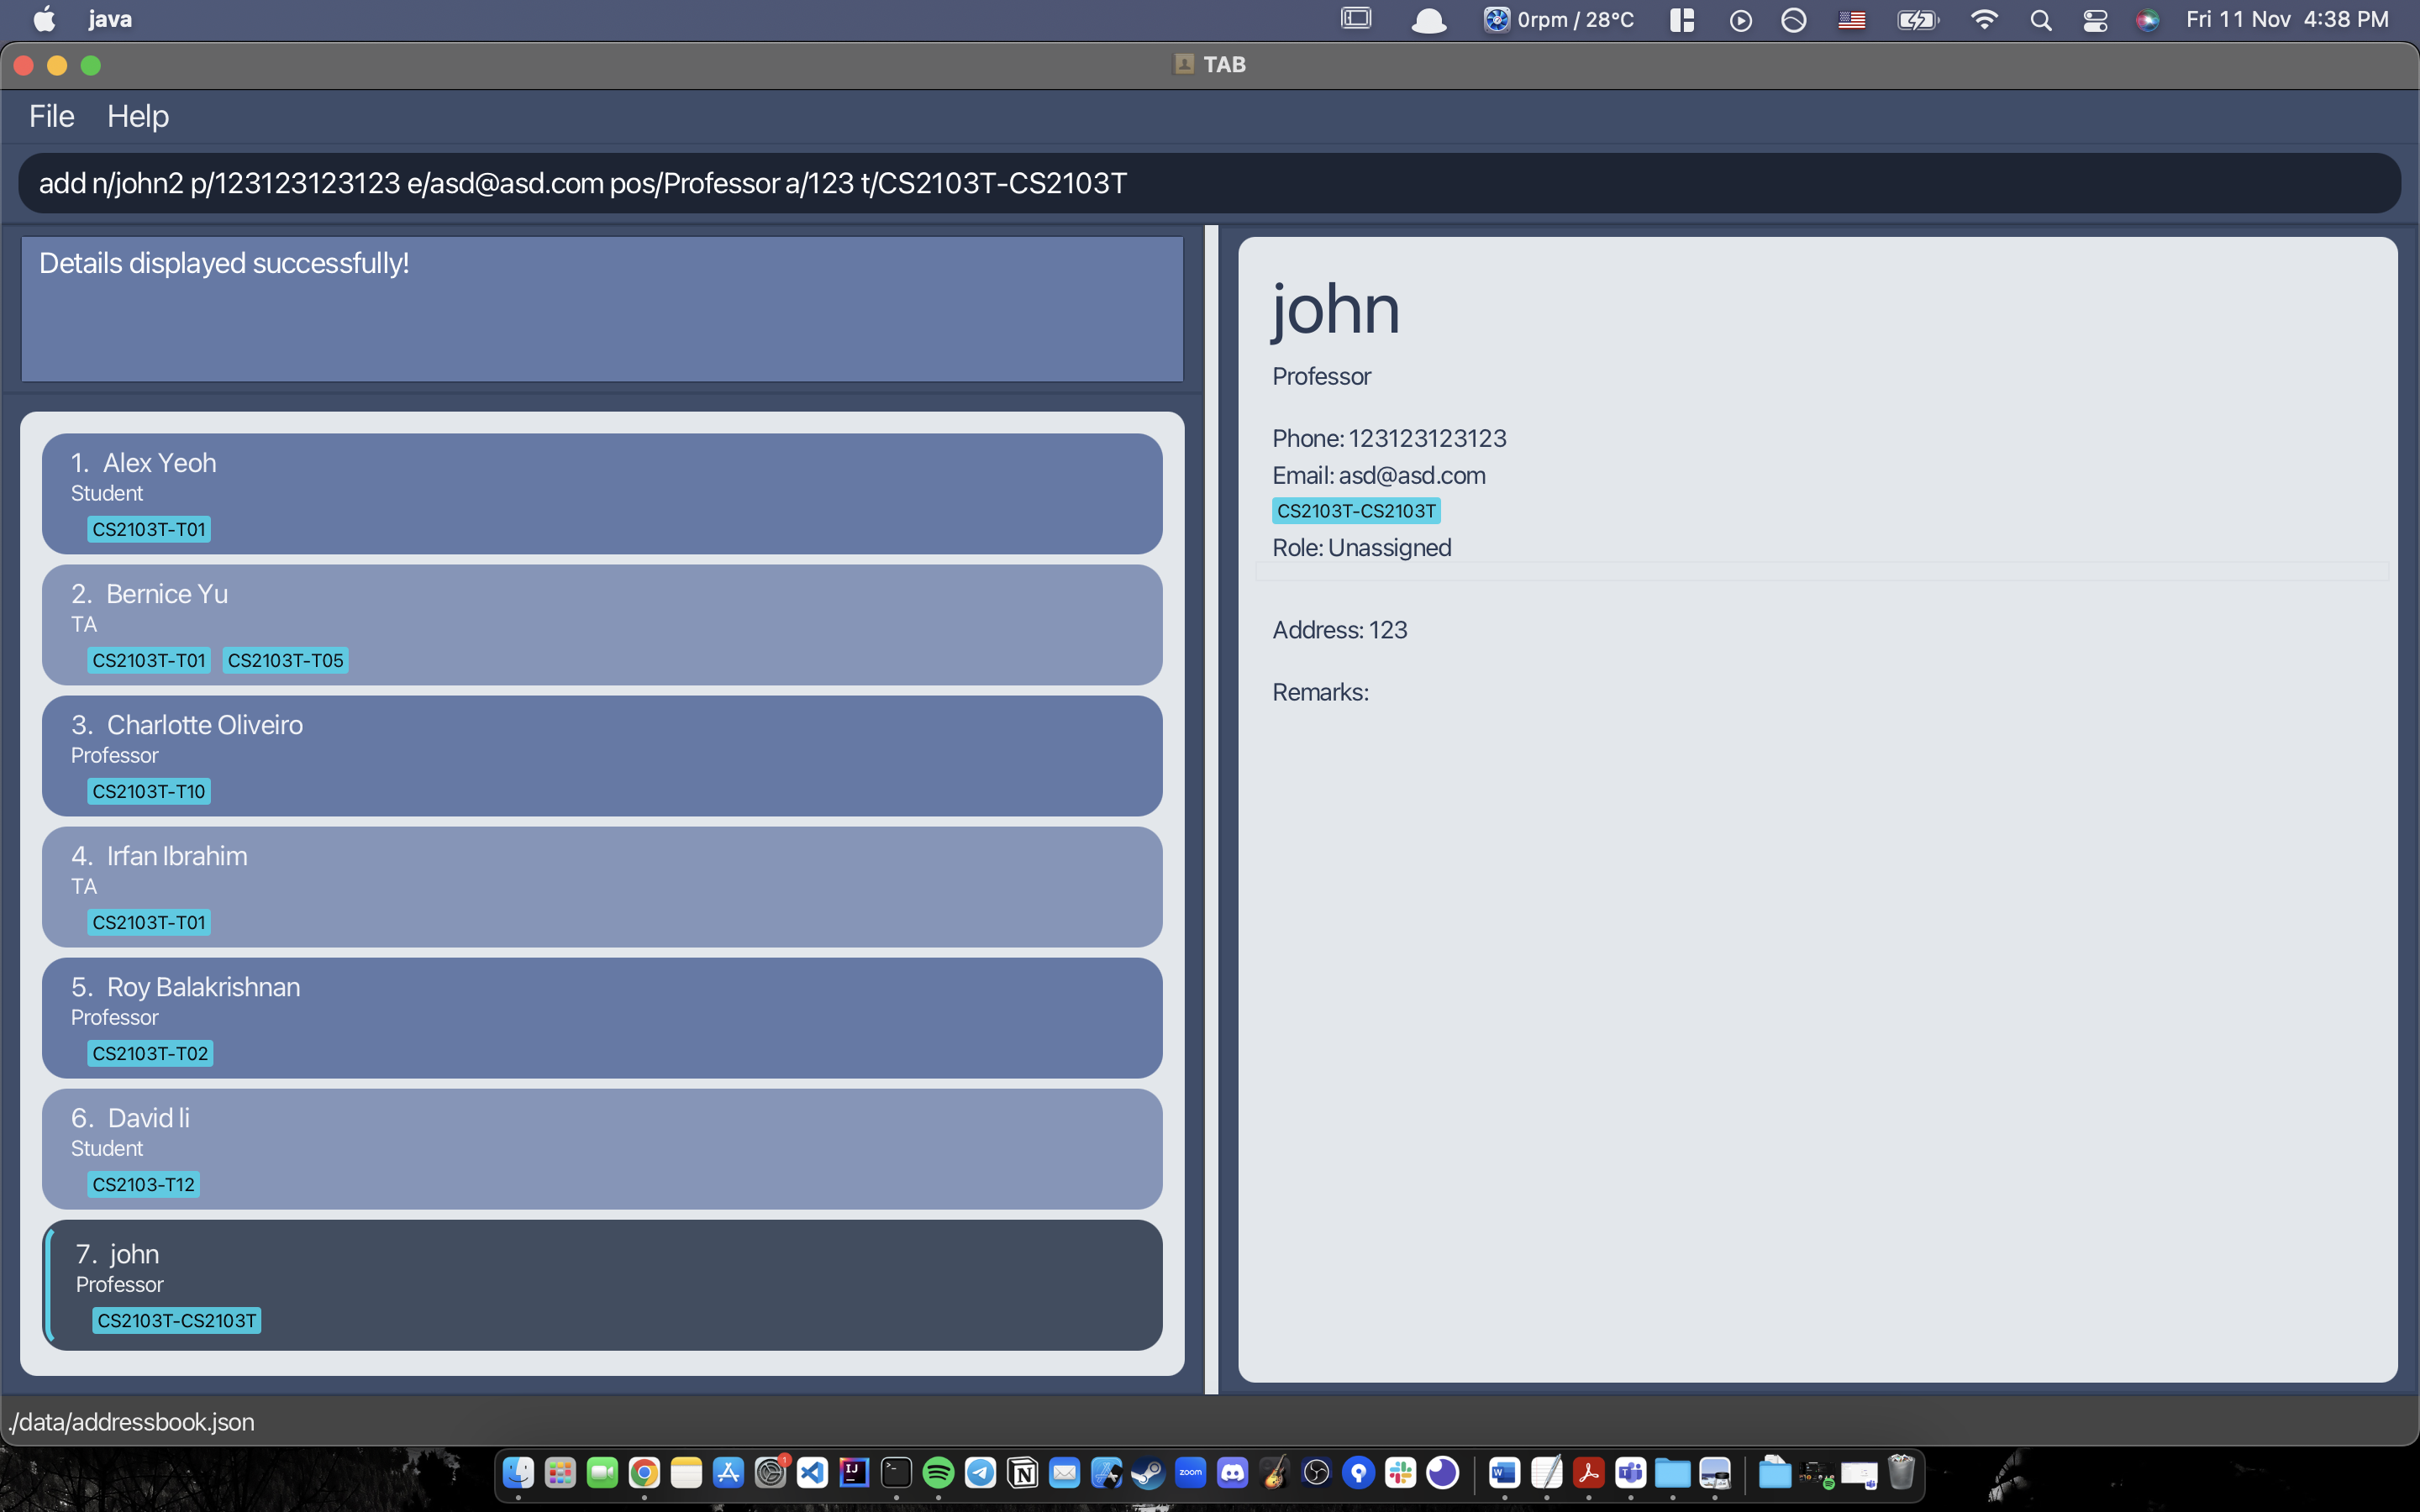 java
0rpm / 28°C
Fri 11 Nov 4:38 PM
TAB
File Help
add n/john2 p/123123123123 e/asd@asd.com pos/Professor a/123 t/CS2103T-CS2103T
Details displayed successfully!
1. Alex Yeoh
Student
CS2103T-T01
2. Bernice Yu
TA
CS2103T-T01 CS2103T-T05
3. Charlotte Oliveiro
Professor
CS2103T-T10
4. Irfan Ibrahim
TA
CS2103T-T01
5. Roy Balakrishnan
Professor
CS2103T-T02
6. David li
Student
CS2103-T12
7. john
Professor
CS2103T-CS2103T
john
Professor
Phone: 123123123123
Email: asd@asd.com
CS2103T-CS2103T
Role: Unassigned
Address: 123
Remarks:
./data/addressbook.json
zoom